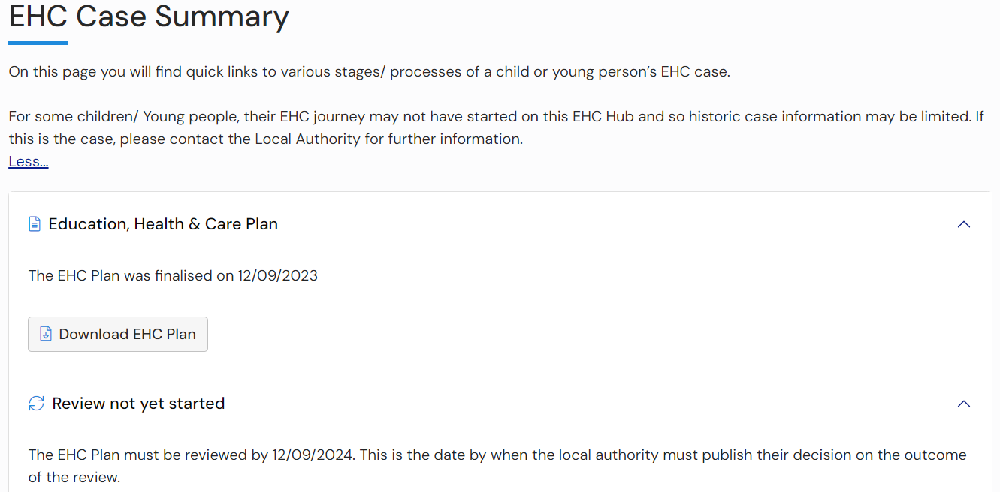 EHC Case Summary
On this page you will find quick links to various stages/ processes of a child or young person’s EHC case.
For some children/ Young people, their EHC journey may not have started on this EHC Hub and so historic case information may be limited. If
this is the case, please contact the Local Authority for further information.
Less...
Education, Health & Care Plan
The EHC Plan was finalised on 12/09/2023
Download EHC Plan
Review not yet started
The EHC Plan must be reviewed by 12/09/2024. This is the date by when the local authority must publish their decision on the outcome
of the review.